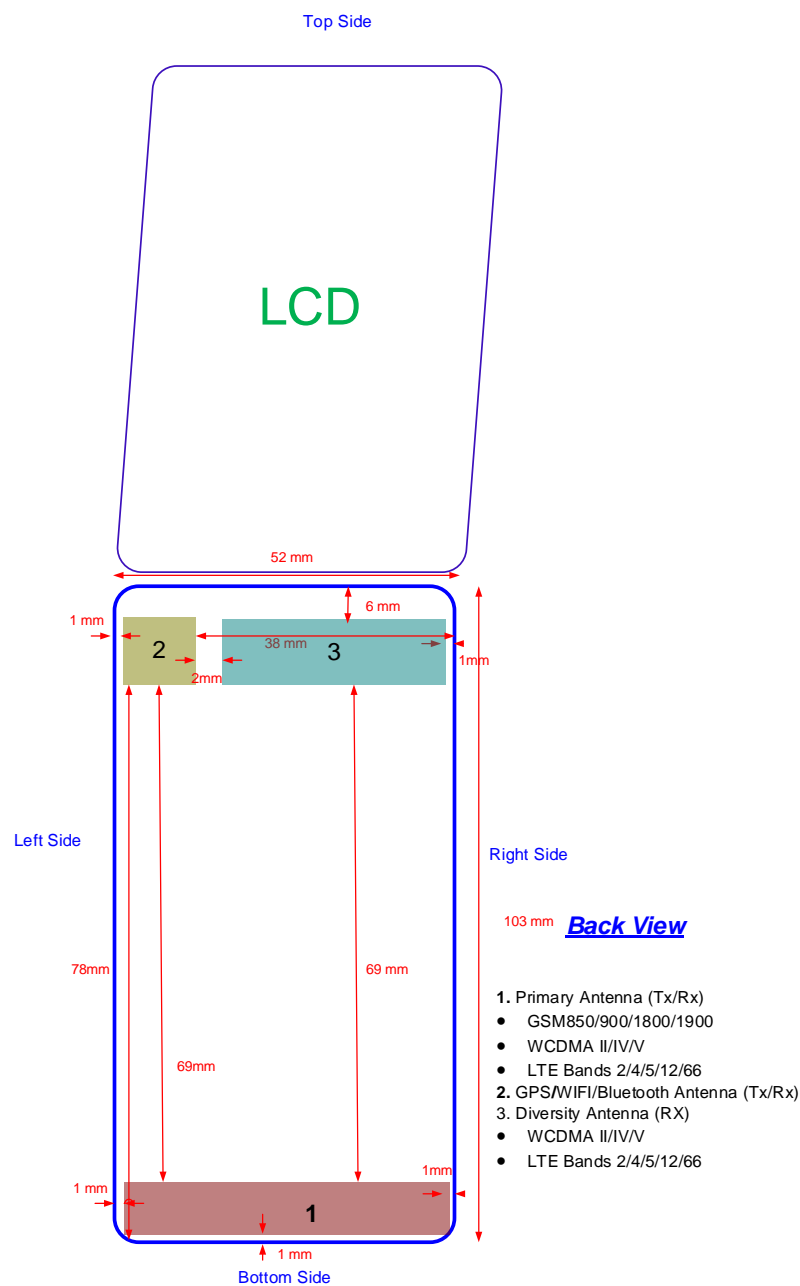 Top Side
LCD
52 mm
6 mm
1 mm
2
38 mm
3
1mm
2mm
Left Side
Right Side
103 mm
Back View
78mm
69 mm
69mm
1. Primary Antenna (Tx/Rx)
• GSM850/900/1800/1900
• WCDMA II/IV/V
• LTE Bands 2/4/5/12/66
2. GPS/WIFI/Bluetooth Antenna (Tx/Rx)
3. Diversity Antenna (RX)
• WCDMA II/IV/V
• LTE Bands 2/4/5/12/66
1mm
1 mm
1
1 mm
Bottom Side